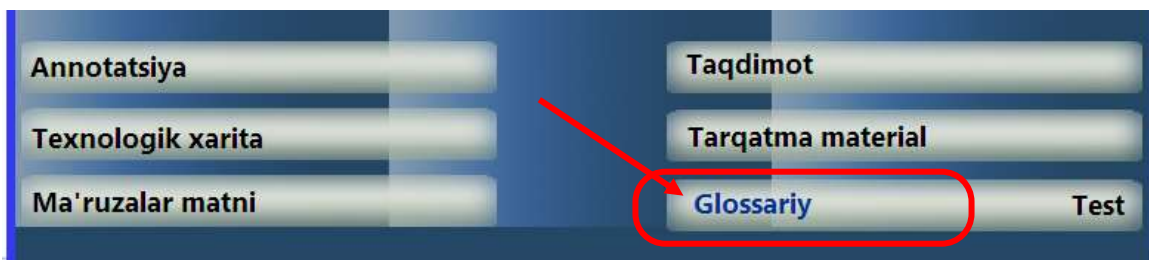 Annotatsiya
Texnologik xarita
Ma'ruzalar matni
Taqdimot
Tarqatma material
Glossariy Test